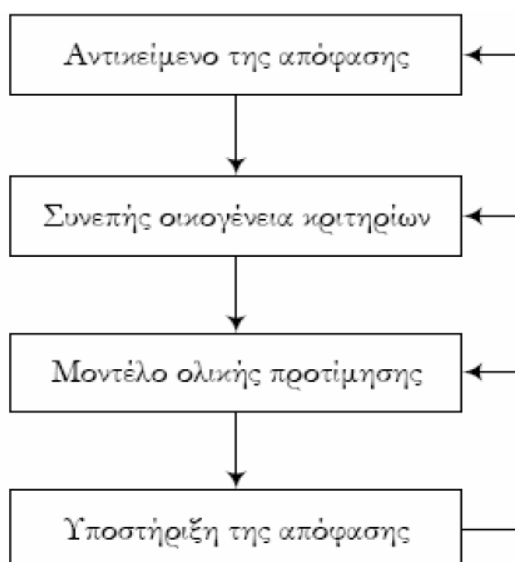 Αντικείμενο της απόφασης
Συνεπής οικογένεια κριτηρίων
Μοντέλο ολικής προτίμησης
Υποστήριξη της απόφασης